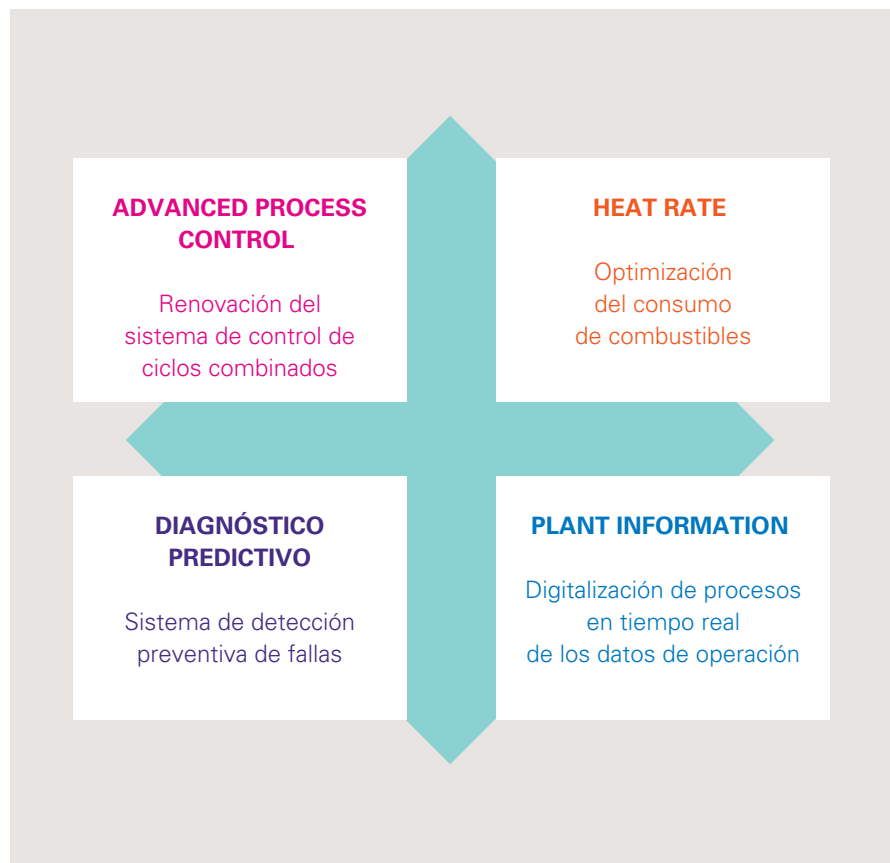 ADVANCED PROCESS
CONTROL
Renovación del
sistema de control de
ciclos combinados
HEAT RATE
Optimización
del consumo
de combustibles
DIAGNÓSTICO
PREDICTIVO
Sistema de detección
preventiva de fallas
PLANT INFORMATION
Digitalización de procesos
en tiempo real
de los datos de operación